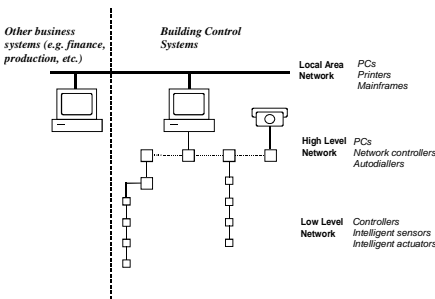 Other business
systems (e.g. finance,
production, etc.)
Building Control
Systems
Local Area
Network
PCs
Printers
Mainframes
High Level
Network
PCs
Network controllers
Autodiallers
Low Level
Network
Controllers
Intelligent sensors
Intelligent actuators